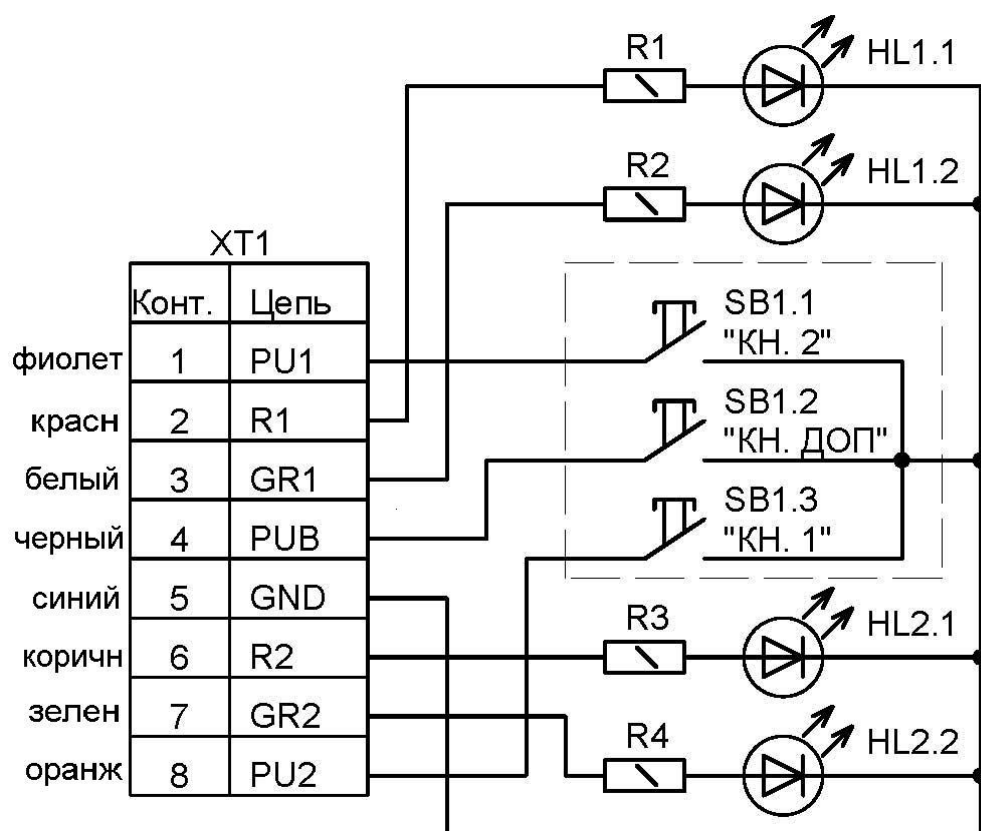 R1
HL1.1
R2
HL1.2
XT1
Конт. Цепь
фиолет 1 PU1
красн 2 R1
белый 3 GR1
черный 4 PUB
синий 5 GND
коричн 6 R2
зелен 7 GR2
оранж 8 PU2
SB1.1
"КН. 2"
SB1.2
"КН. ДОП"
SB1.3
"КН. 1"
R3
HL2.1
R4
HL2.2